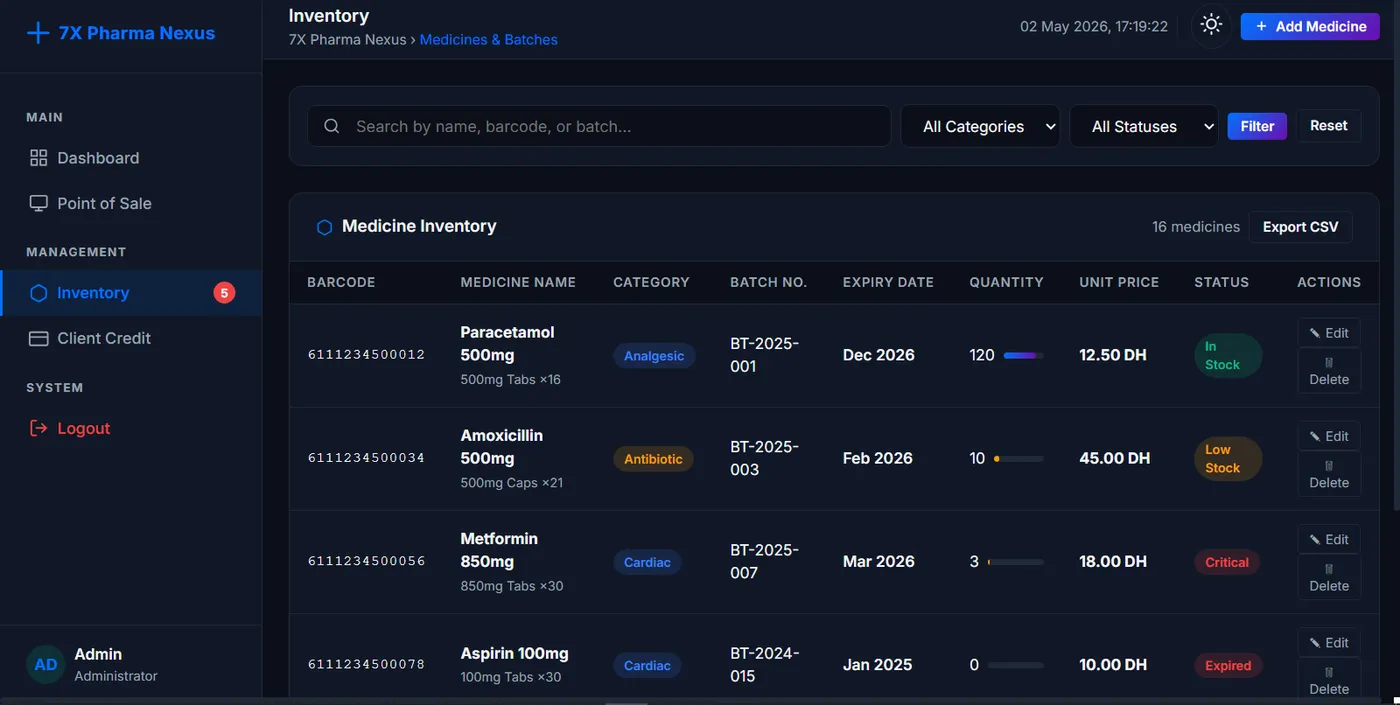 7X Pharma Nexus
Inventory
7X Pharma Nexus › Medicines & Batches
02 May 2026, 17:19:22
+ Add Medicine
MAIN
Dashboard
Point of Sale
MANAGEMENT
Inventory 5
Client Credit
SYSTEM
Logout
AD
Admin
Administrator
Search by name, barcode, or batch...
All Categories
All Statuses
Filter
Reset
Medicine Inventory
16 medicines
Export CSV
BARCODE MEDICINE NAME CATEGORY BATCH NO. EXPIRY DATE QUANTITY UNIT PRICE STATUS ACTIONS
6111234500012
Paracetamol
500mg
500mg Tabs ×16
Analgesic
BT-2025-
001
Dec 2026
120
12.50 DH
In
Stock
Edit
Delete
6111234500034
Amoxicillin
500mg
500mg Caps ×21
Antibiotic
BT-2025-
003
Feb 2026
10
45.00 DH
Low
Stock
Edit
Delete
6111234500056
Metformin
850mg
850mg Tabs ×30
Cardiac
BT-2025-
007
Mar 2026
3
18.00 DH
Critical
Edit
Delete
6111234500078
Aspirin 100mg
100mg Tabs ×30
Cardiac
BT-2024-
015
Jan 2025
0
10.00 DH
Expired
Edit
Delete